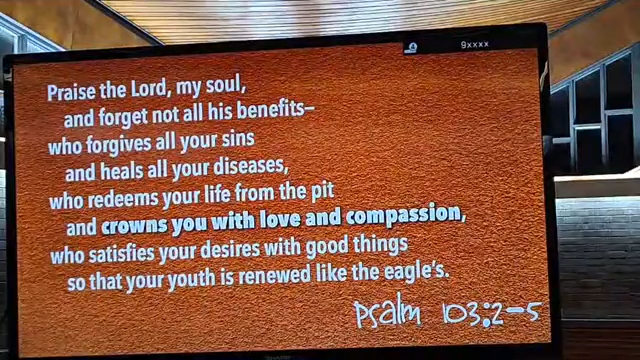 9xxxx
Praise the Lord, my soul,
and forget not all his benefits—
who forgives all your sins
and heals all your diseases,
who redeems your life from the pit
and crowns you with love and compassion,
who satisfies your desires with good things
so that your youth is renewed like the eagle's.
Psalm 103:2-5